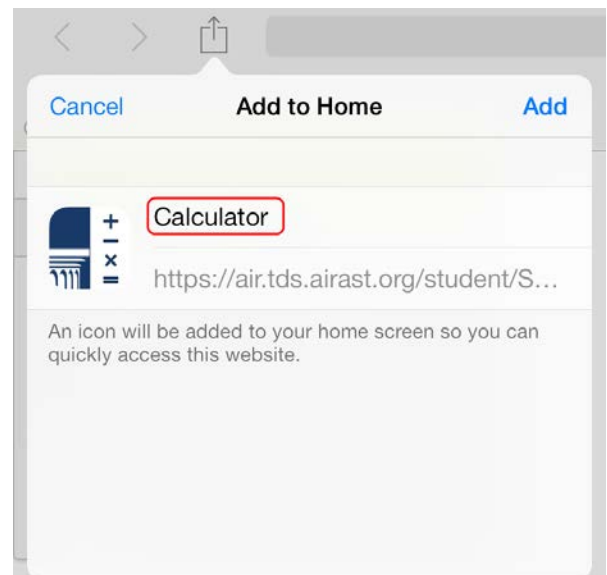 Cancel Add to Home Add
Calculator
https://air.tds.airast.org/student/S...
An icon will be added to your home screen so you can
quickly access this website.